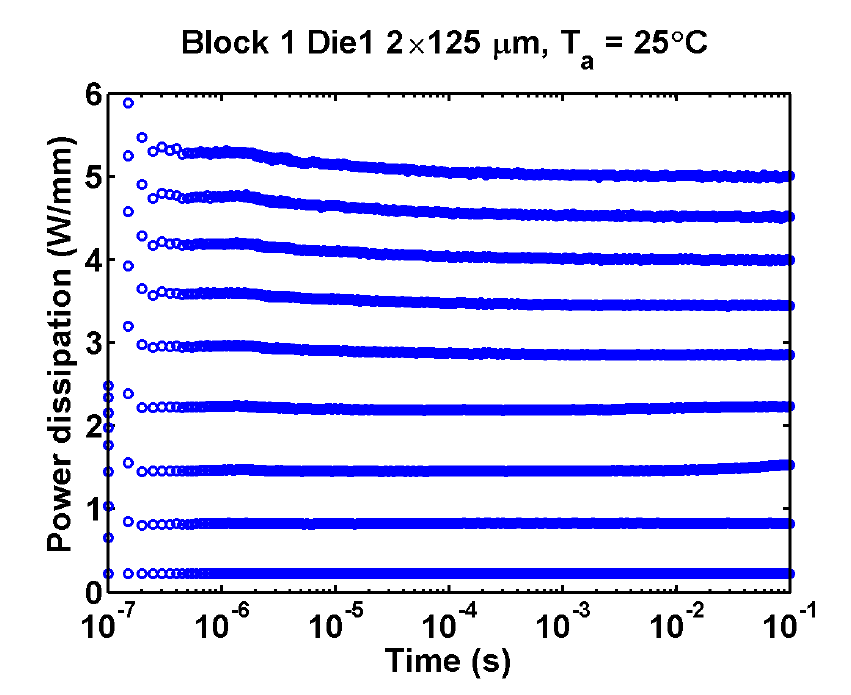 Block 1 Die1 2×125 μm, Tₐ = 25°C
Power dissipation (W/mm)
6
5
4
3
2
1
0
10⁻⁷ 10⁻⁶ 10⁻⁵ 10⁻⁴ 10⁻³ 10⁻² 10⁻¹
Time (s)